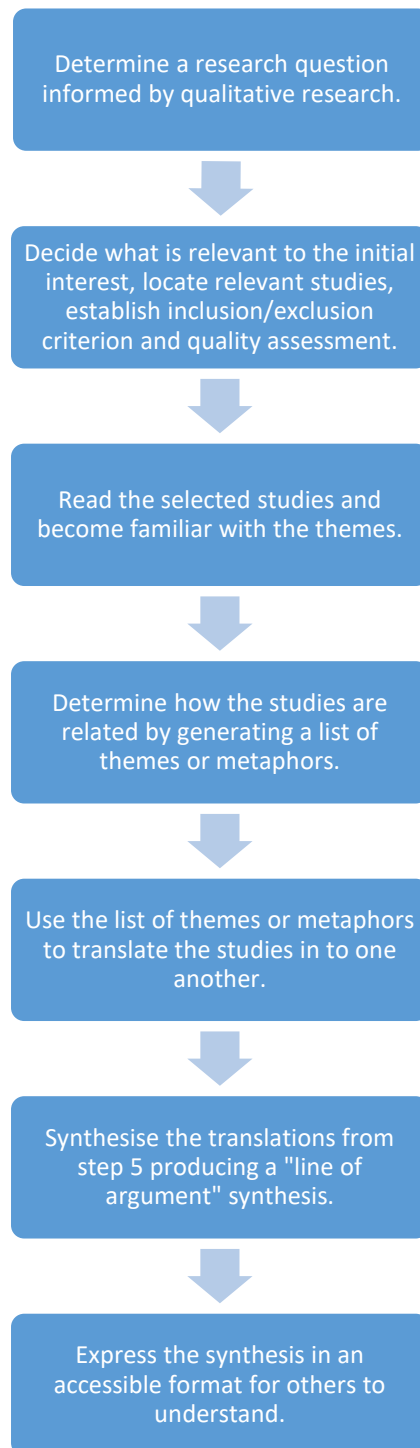 Determine a research question
informed by qualitative research.
Decide what is relevant to the initial
interest, locate relevant studies,
establish inclusion/exclusion
criterion and quality assessment.
Read the selected studies and
become familiar with the themes.
Determine how the studies are
related by generating a list of
themes or metaphors.
Use the list of themes or metaphors
to translate the studies in to one
another.
Synthesise the translations from
step 5 producing a "line of
argument" synthesis.
Express the synthesis in an
accessible format for others to
understand.